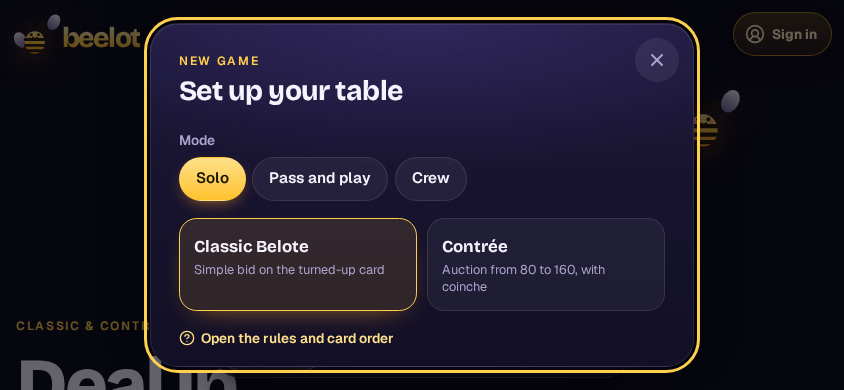 beelot
Sign in
NEW GAME
Set up your table
Mode
Solo
Pass and play
Crew
Classic Belote
Simple bid on the turned-up card
Contrée
Auction from 80 to 160, with
coinche
Open the rules and card order
CLASSIC & CONTR